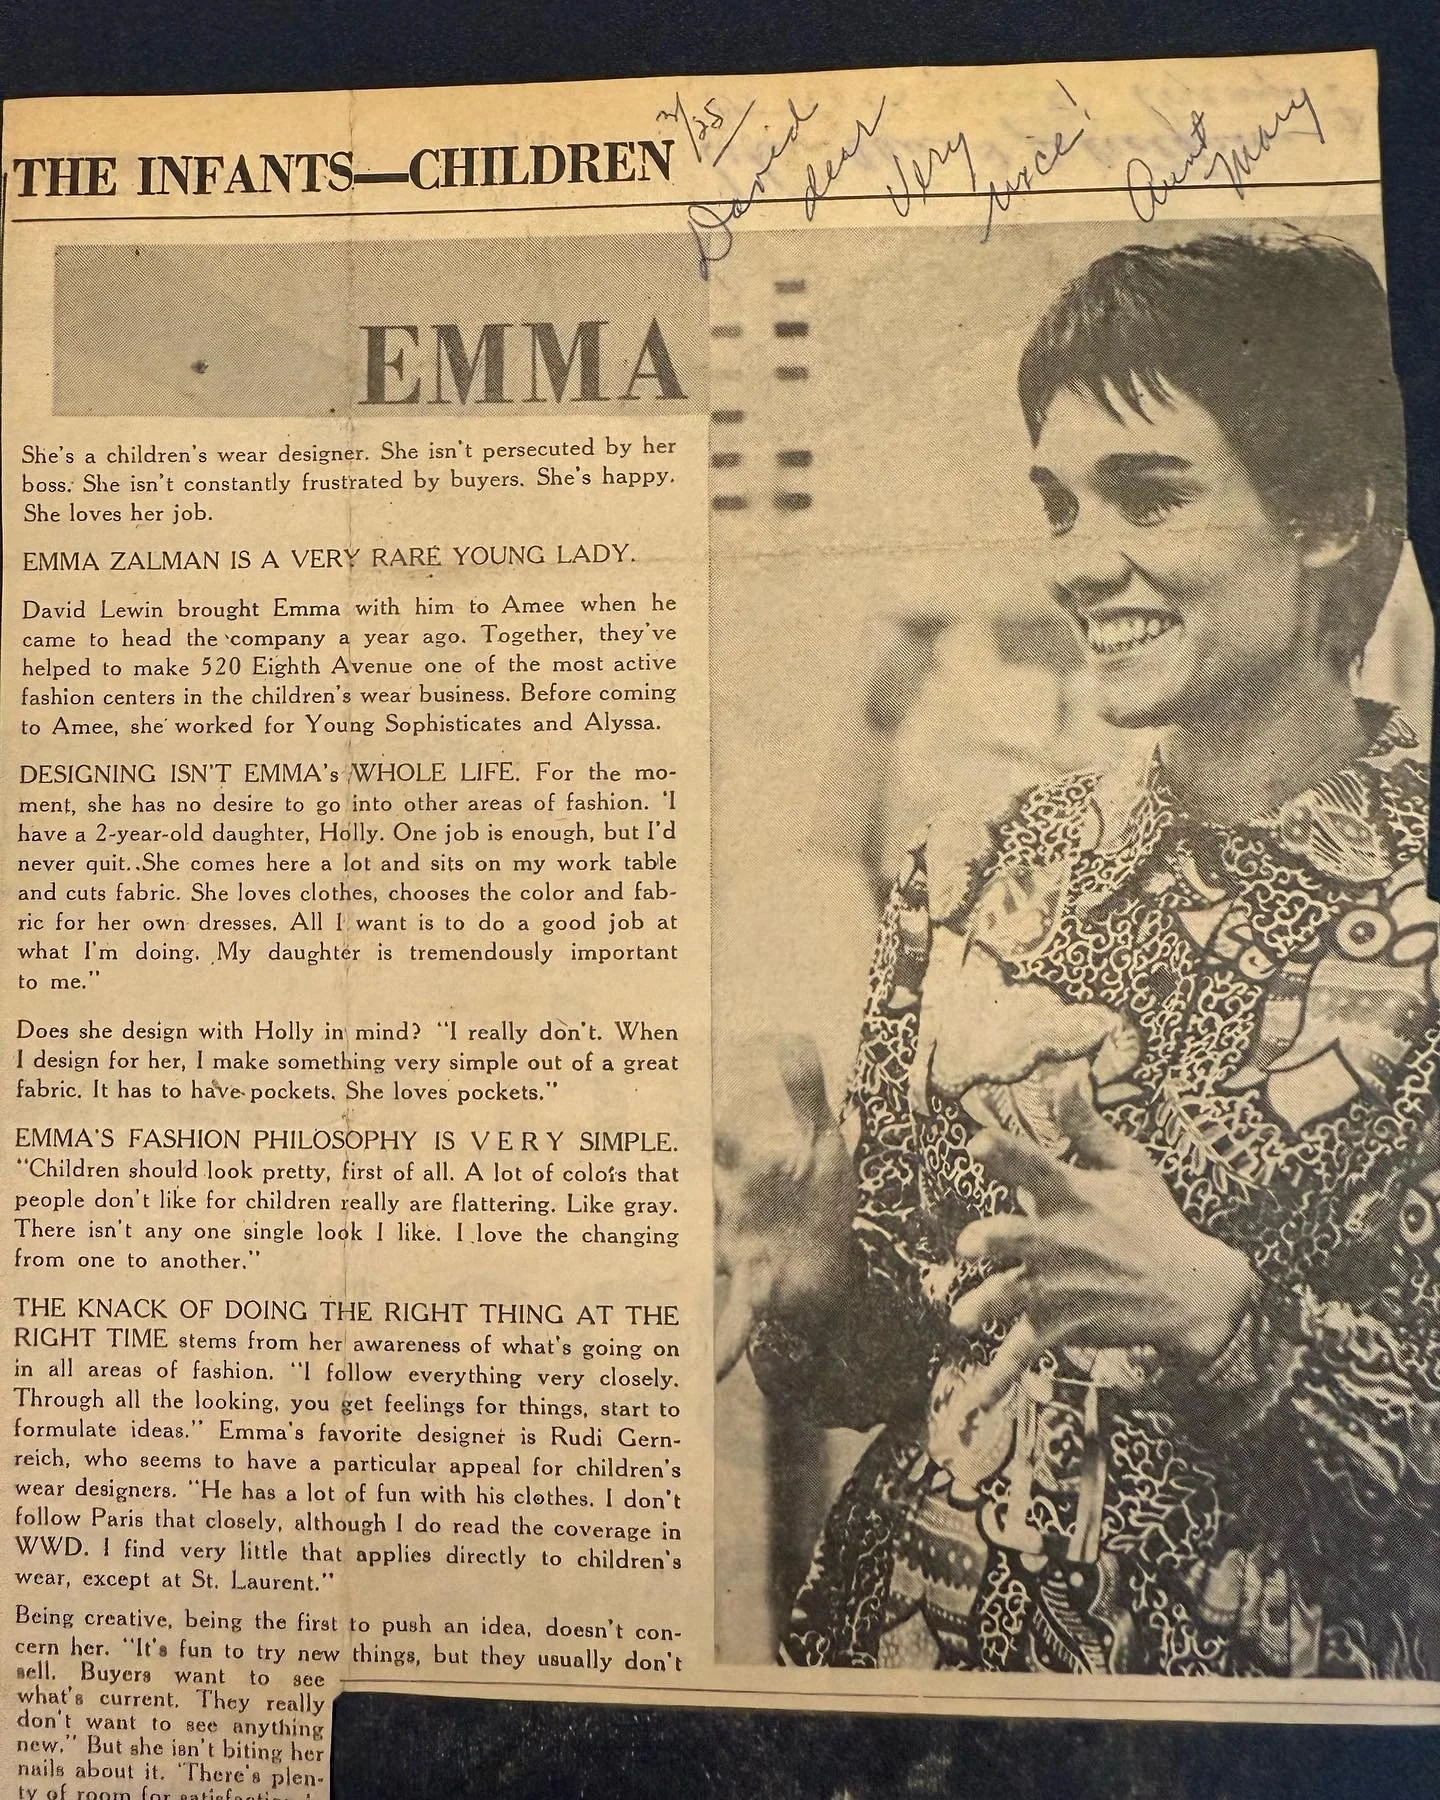 3/25
David dear Very nice! Aunt Mary
THE INFANTS—CHILDREN
EMMA
She's a children's wear designer. She isn't persecuted by her
boss. She isn't constantly frustrated by buyers. She's happy.
She loves her job.
EMMA ZALMAN IS A VERY RARE YOUNG LADY.
David Lewin brought Emma with him to Amee when he
came to head the company a year ago. Together, they've
helped to make 520 Eighth Avenue one of the most active
fashion centers in the children's wear business. Before coming
to Amee, she worked for Young Sophisticates and Alyssa.
DESIGNING ISN'T EMMA's WHOLE LIFE. For the mo-
ment, she has no desire to go into other areas of fashion. 'I
have a 2-year-old daughter, Holly. One job is enough, but I'd
never quit. .She comes here a lot and sits on my work table
and cuts fabric. She loves clothes, chooses the color and fab-
ric for her own dresses. All I want is to do a good job at
what I'm doing. My daughter is tremendously important
to me."
Does she design with Holly in mind? "I really don't. When
I design for her, I make something very simple out of a great
fabric. It has to have pockets. She loves pockets."
EMMA'S FASHION PHILOSOPHY IS V E R Y SIMPLE.
"Children should look pretty, first of all. A lot of colors that
people don't like for children really are flattering. Like gray.
There isn't any one single look I like. I love the changing
from one to another."
THE KNACK OF DOING THE RIGHT THING AT THE
RIGHT TIME stems from her awareness of what's going on
in all areas of fashion. "I follow everything very closely.
Through all the looking, you get feelings for things, start to
formulate ideas." Emma's favorite designer is Rudi Gern-
reich, who seems to have a particular appeal for children's
wear designers. "He has a lot of fun with his clothes. I don't
follow Paris that closely, although I do read the coverage in
WWD. I find very little that applies directly to children's
wear, except at St. Laurent."
Being creative, being the first to push an idea, doesn't con-
cern her. "It's fun to try new things, but they usually don't
sell. Buyers want to see
what's current. They really
don't want to see anything
new." But she isn't biting her
nails about it. 'There's plen-
ty of room for